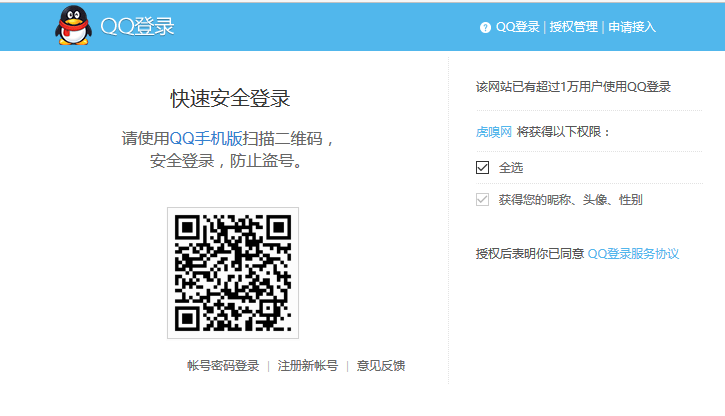 QQ登录
QQ登录 | 授权管理 | 申请接入
快速安全登录
请使用QQ手机版扫描二维码，
安全登录，防止盗号。
帐号密码登录 | 注册新帐号 | 意见反馈
该网站已有超过1万用户使用QQ登录
虎嗅网 将获得以下权限：
全选
获得您的昵称、头像、性别
授权后表明你已同意 QQ登录服务协议